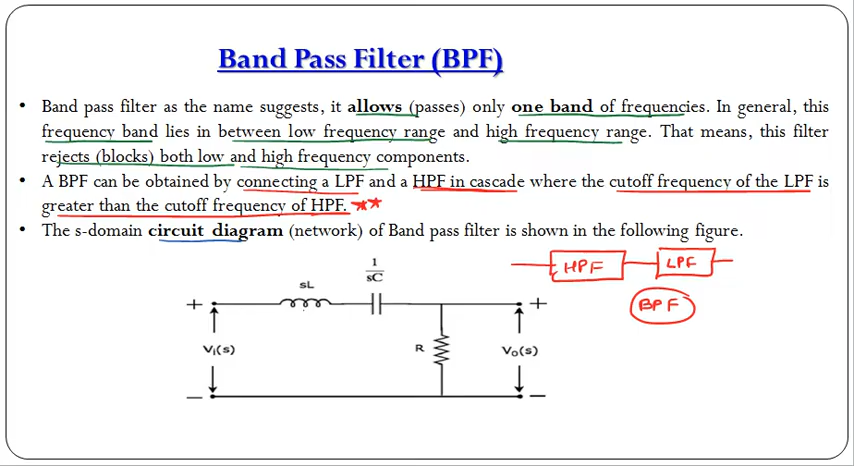 Band Pass Filter (BPF)
• Band pass filter as the name suggests, it allows (passes) only one band of frequencies. In general, this
frequency band lies in between low frequency range and high frequency range. That means, this filter
rejects (blocks) both low and high frequency components.
• A BPF can be obtained by connecting a LPF and a HPF in cascade where the cutoff frequency of the LPF is
greater than the cutoff frequency of HPF. **
• The s-domain circuit diagram (network) of Band pass filter is shown in the following figure.
HPF LPF
BPF
sL
1
sC
+ +
Vi(s) R Vo(s)
− −